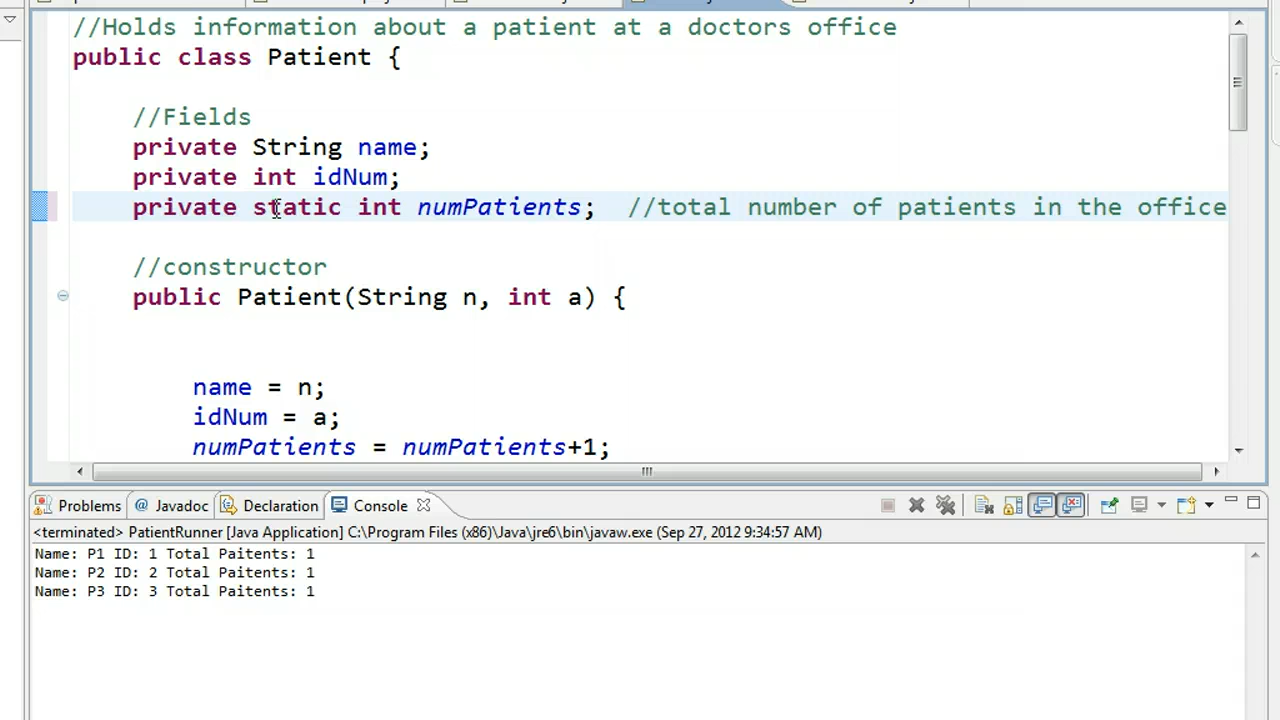 //Holds information about a patient at a doctors office
public class Patient {
//Fields
private String name;
private int idNum;
private static int numPatients;  //total number of patients in the office
//constructor
public Patient(String n, int a) {
name = n;
idNum = a;
numPatients = numPatients+1;
Problems @ Javadoc Declaration Console
<terminated> PatientRunner [Java Application] C:\Program Files (x86)\Java\jre6\bin\javaw.exe (Sep 27, 2012 9:34:57 AM)
Name: P1 ID: 1 Total Paitents: 1
Name: P2 ID: 2 Total Paitents: 1
Name: P3 ID: 3 Total Paitents: 1